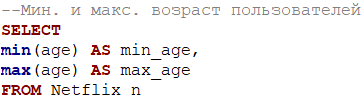 --Мин. и макс. возраст пользователей
SELECT
min(age) AS min_age,
max(age) AS max_age
FROM Netflix n